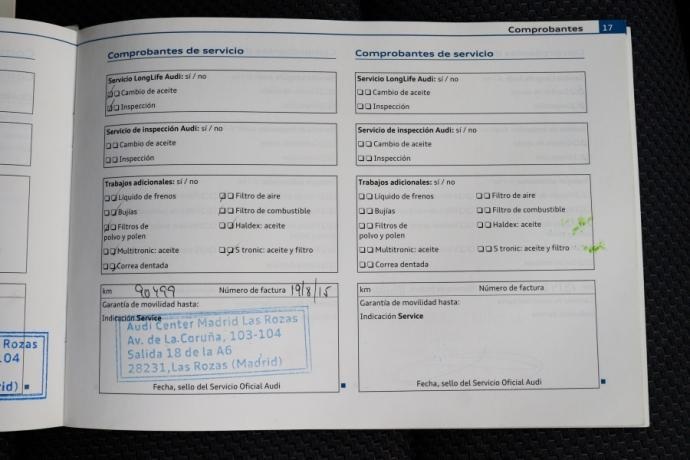 Comprobantes 17
Comprobantes de servicio
Servicio LongLife Audi: sí / no
Cambio de aceite
Inspección
Servicio de inspección Audi: sí / no
Cambio de aceite
Inspección
Trabajos adicionales: sí / no
Líquido de frenos
Filtro de aire
Bujías
Filtro de combustible
Filtros de
polvo y polen
Haldex: aceite
Multitronic: aceite
S tronic: aceite y filtro
Correa dentada
km 90499 Número de factura 19/8/15
Garantía de movilidad hasta:
Indicación Service
Audi Center Madrid Las Rozas
Av. de La Coruña, 103-104
Salida 18 de la A6
28231, Las Rozas (Madrid)
Fecha, sello del Servicio Oficial Audi
Comprobantes de servicio
Servicio LongLife Audi: sí / no
Cambio de aceite
Inspección
Servicio de inspección Audi: sí / no
Cambio de aceite
Inspección
Trabajos adicionales: sí / no
Líquido de frenos
Filtro de aire
Bujías
Filtro de combustible
Filtros de
polvo y polen
Haldex: aceite
Multitronic: aceite
S tronic: aceite y filtro
Correa dentada
km Número de factura
Garantía de movilidad hasta:
Indicación Service
Fecha, sello del Servicio Oficial Audi
Rozas